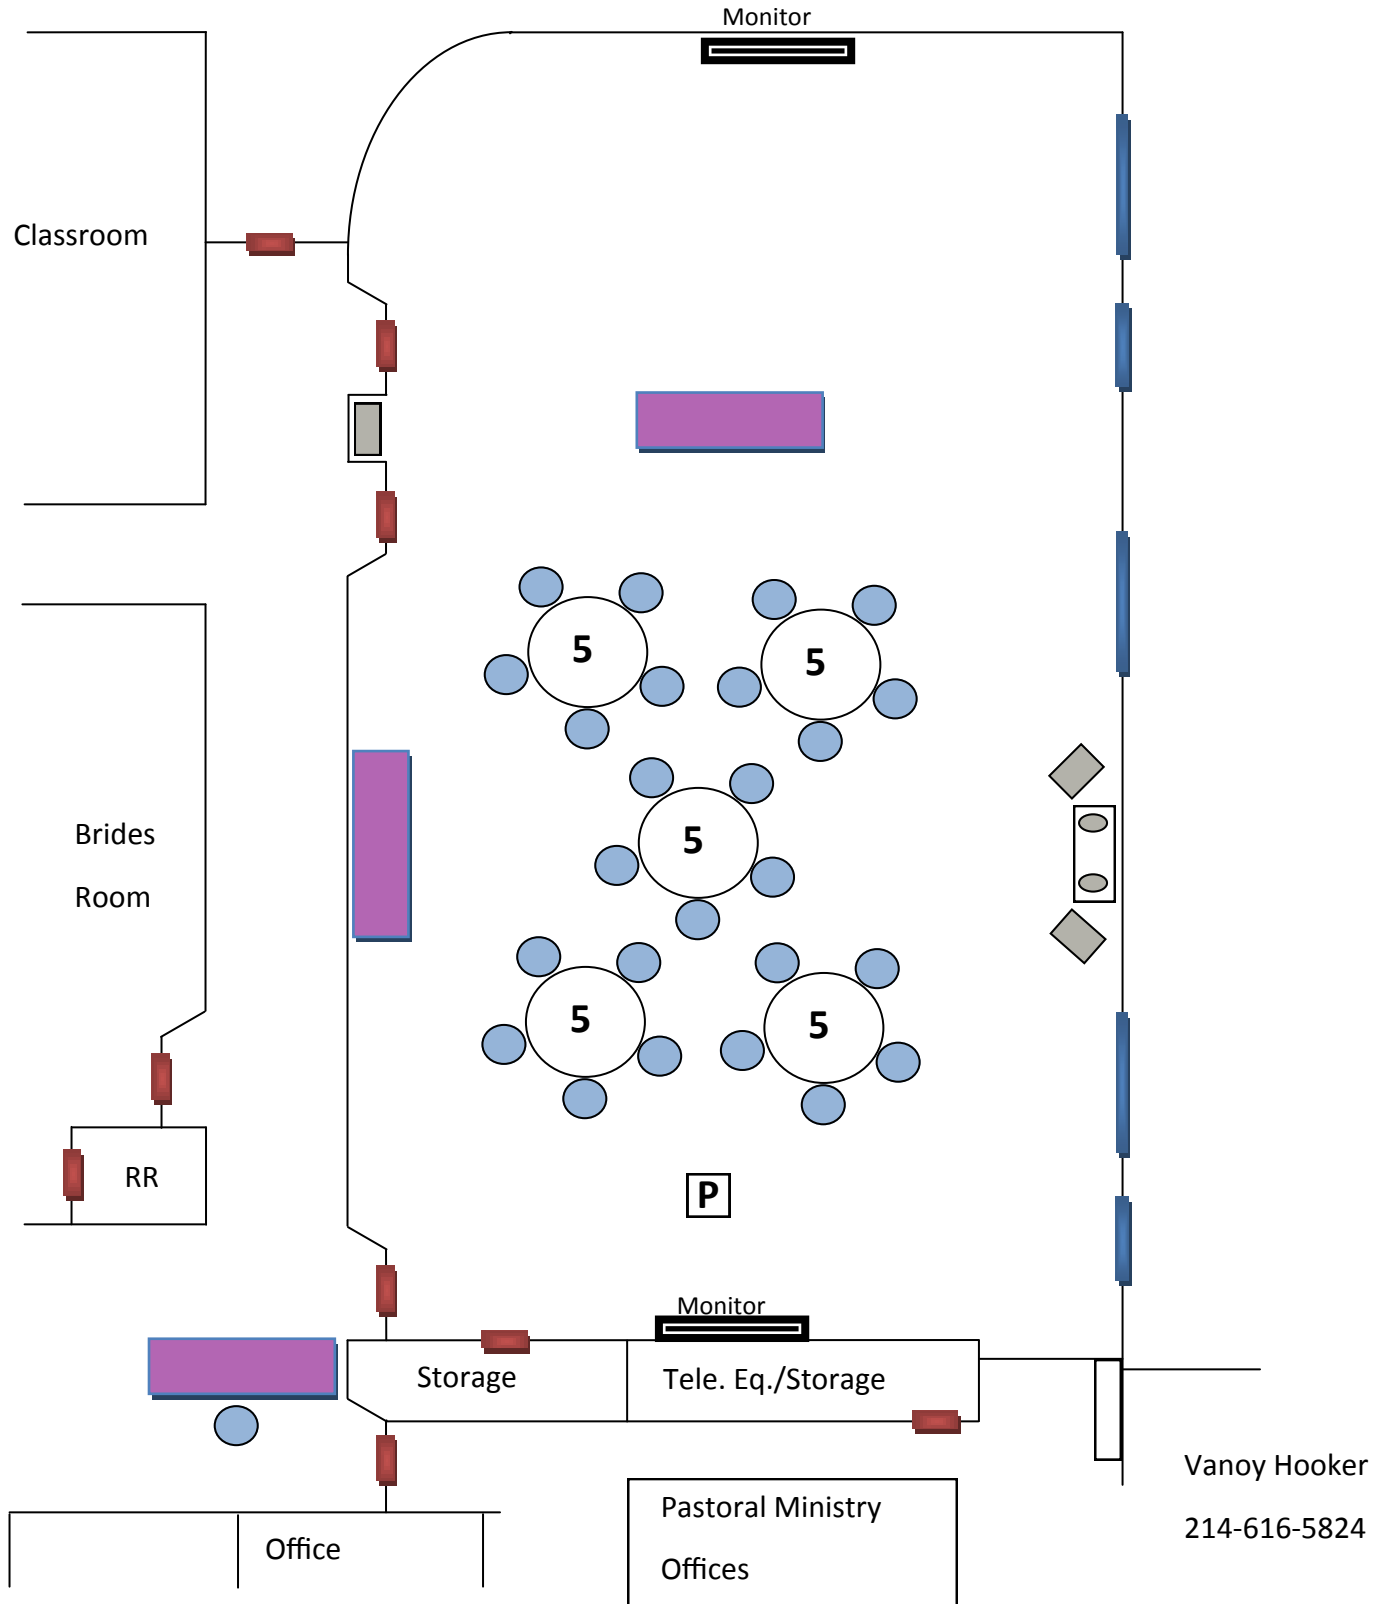 Monitor
Classroom
5
5
Brides
Room
5
5
5
RR
P
Monitor
Storage
Tele. Eq./Storage
Vanoy Hooker
214-616-5824
Pastoral Ministry
Offices
Office